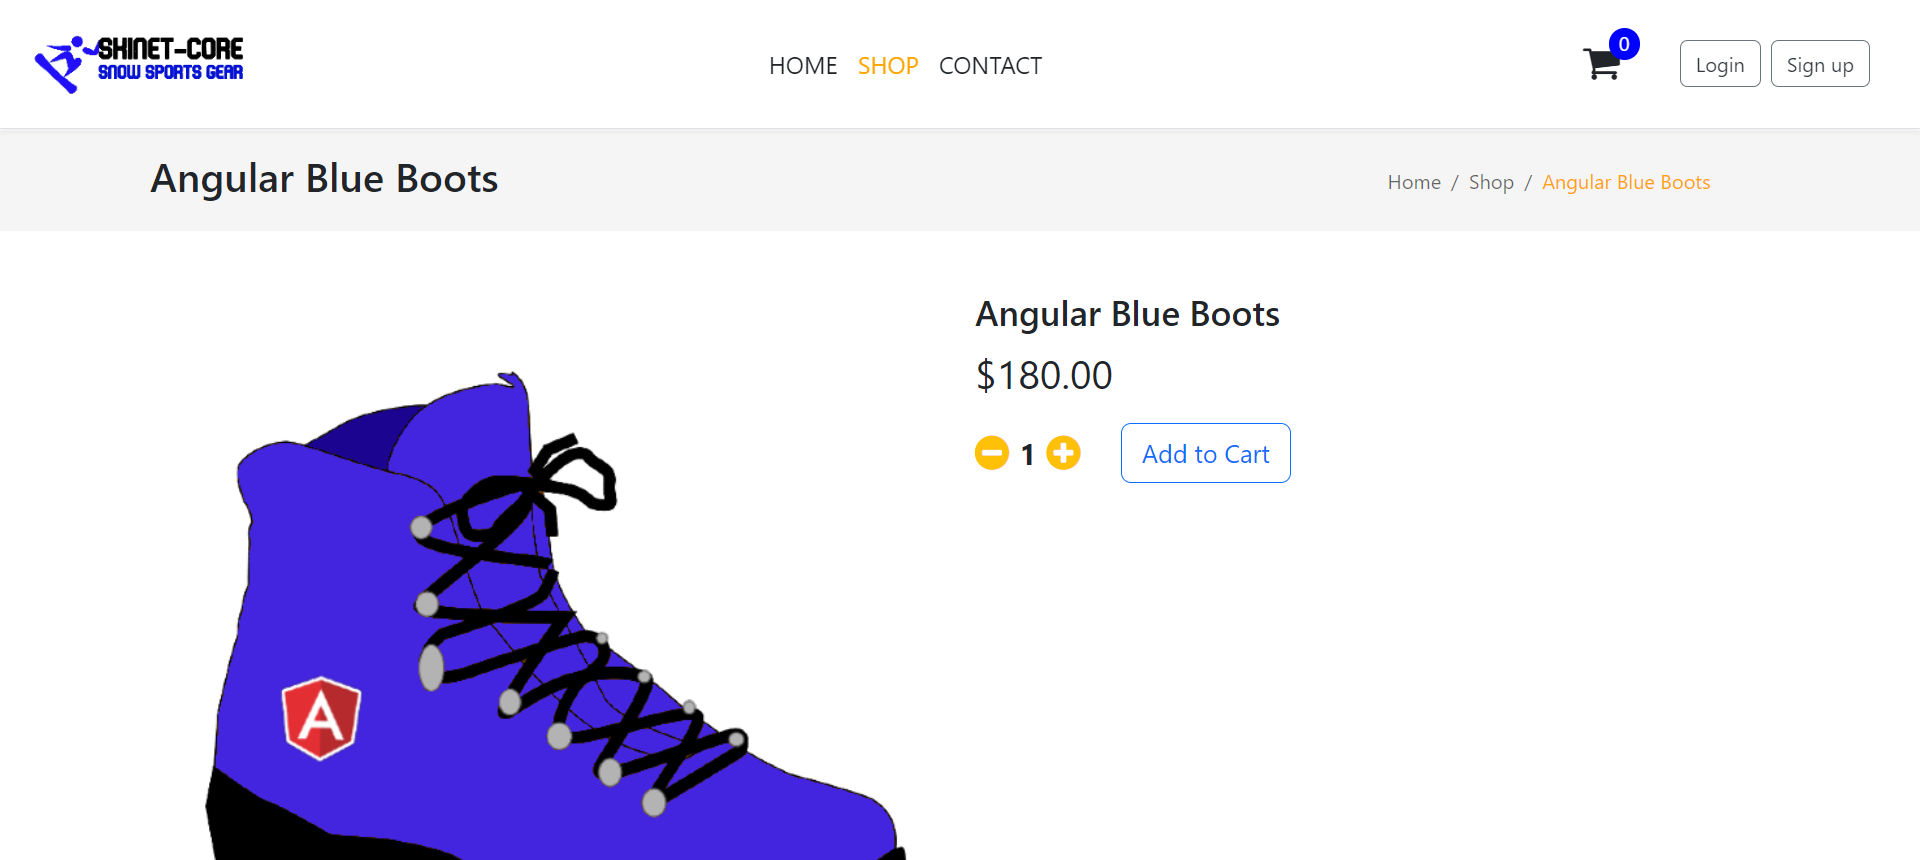 SKINET-CORE
SNOW SPORTS GEAR
HOME SHOP CONTACT
0
Login
Sign up
Angular Blue Boots
Home / Shop / Angular Blue Boots
Angular Blue Boots
$180.00
1
Add to Cart
A